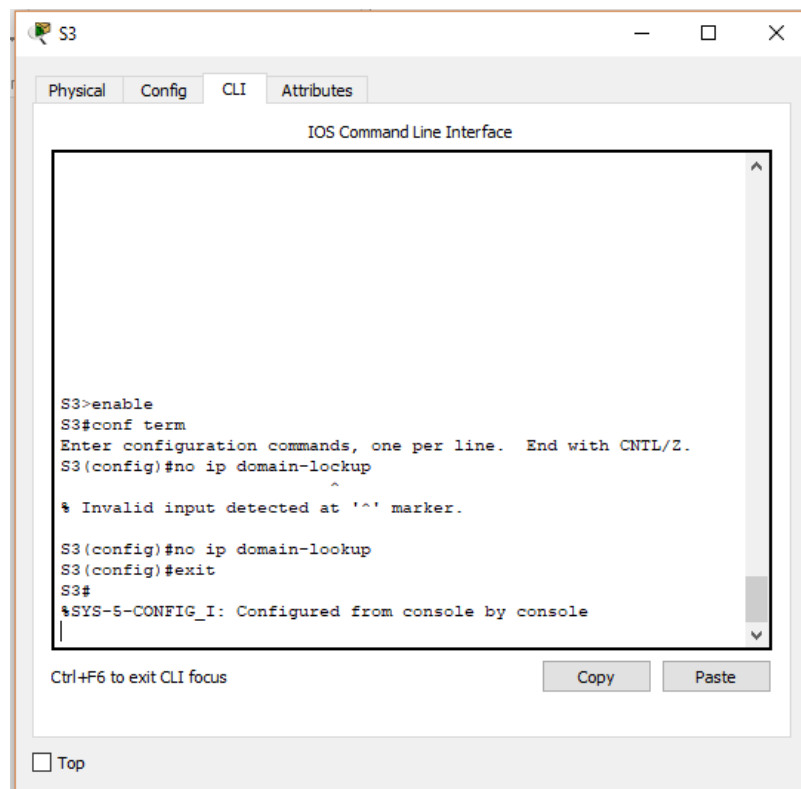 S3
Physical Config CLI Attributes
IOS Command Line Interface
S3>enable
S3#conf term
Enter configuration commands, one per line.  End with CNTL/Z.
S3(config)#no ip domain-lockup
^
% Invalid input detected at '^' marker.
S3(config)#no ip domain-lookup
S3(config)#exit
S3#
%SYS-5-CONFIG_I: Configured from console by console
Ctrl+F6 to exit CLI focus
Copy Paste
Top